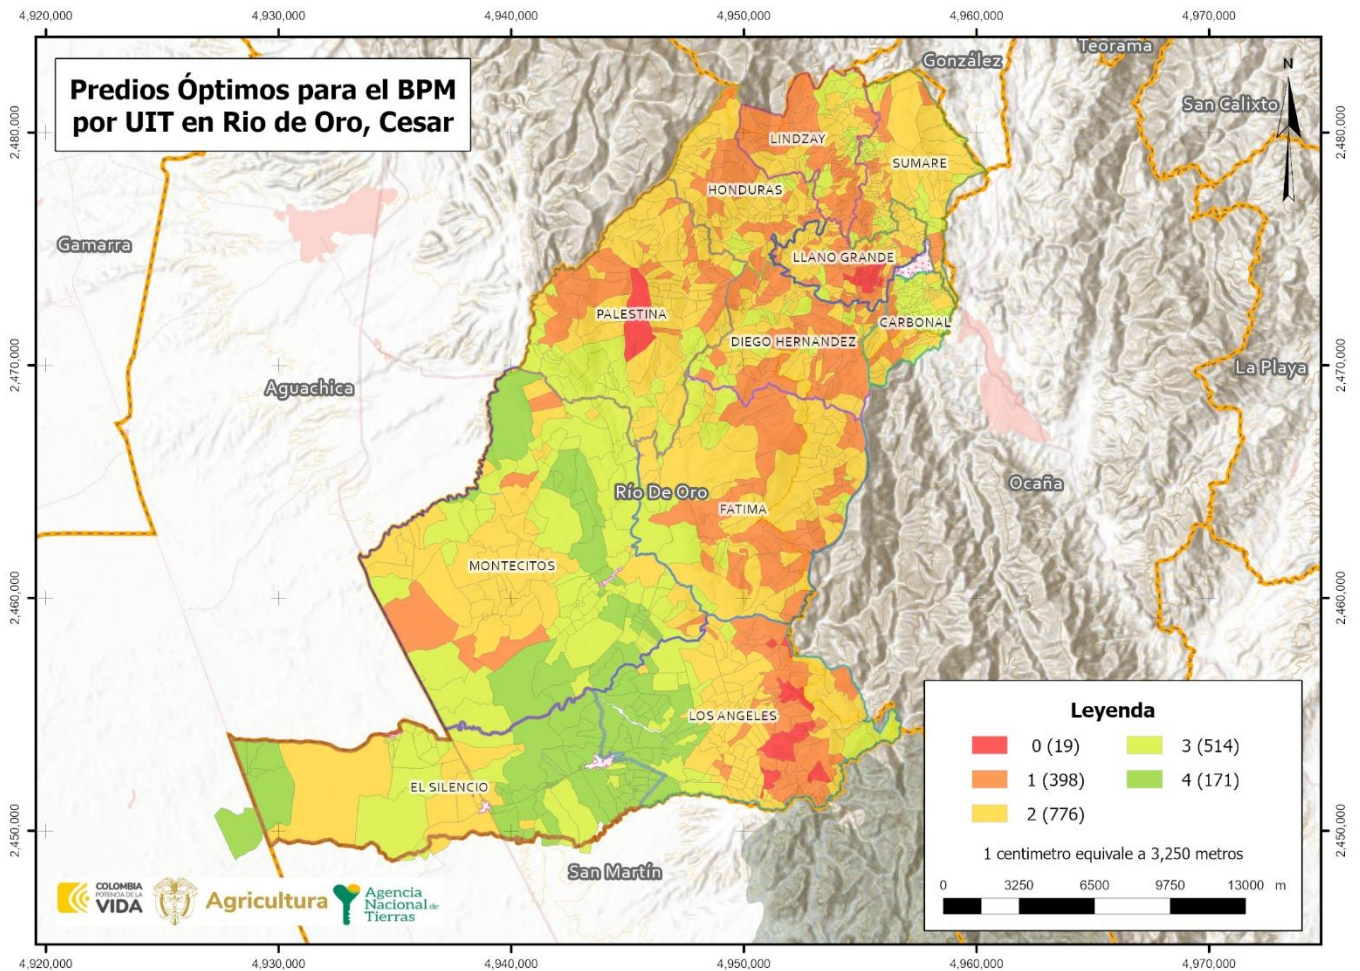 4,920,000
4,930,000
4,940,000
4,950,000
4,960,000
4,970,000
Predios Óptimos para el BPM
por UIT en Rio de Oro, Cesar
González
Teorama
San Calixto
N
2,480,000
2,480,000
LINDZAY
SUMARE
HONDURAS
Gamarra
LLANO GRANDE
PALESTINA
CARBONAL
DIEGO HERNANDEZ
2,470,000
2,470,000
La Playa
Aguachica
Ocaña
Río De Oro
FATIMA
MONTECITOS
2,460,000
2,460,000
LOS ANGELES
EL SILENCIO
2,450,000
2,450,000
San Martín
Leyenda
0 (19)
3 (514)
1 (398)
4 (171)
2 (776)
1 centimetro equivale a 3,250 metros
0
3250
6500
9750
13000 m
COLOMBIA
POTENCIA DE LA
VIDA
Agricultura
Agencia
Nacional de
Tierras
4,920,000
4,930,000
4,940,000
4,950,000
4,960,000
4,970,000